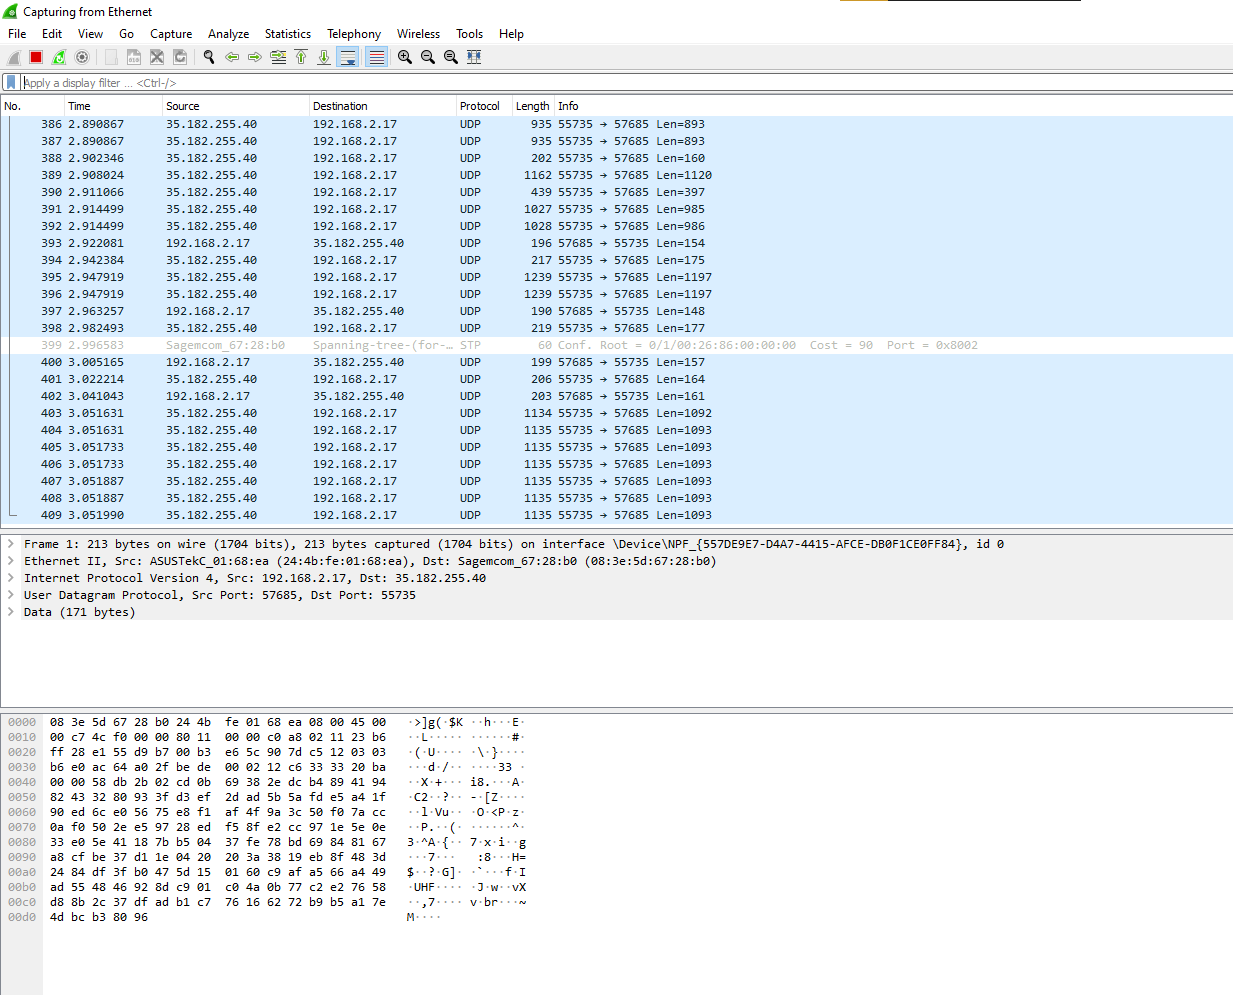 Capturing from Ethernet
File Edit View Go Capture Analyze Statistics Telephony Wireless Tools Help
Apply a display filter ... <Ctrl-/>
No. Time Source Destination Protocol Length Info
386 2.890867 35.182.255.40 192.168.2.17 UDP 935 55735 → 57685 Len=893
387 2.890867 35.182.255.40 192.168.2.17 UDP 935 55735 → 57685 Len=893
388 2.902346 35.182.255.40 192.168.2.17 UDP 202 55735 → 57685 Len=160
389 2.908024 35.182.255.40 192.168.2.17 UDP 1162 55735 → 57685 Len=1120
390 2.911066 35.182.255.40 192.168.2.17 UDP 439 55735 → 57685 Len=397
391 2.914499 35.182.255.40 192.168.2.17 UDP 1027 55735 → 57685 Len=985
392 2.914499 35.182.255.40 192.168.2.17 UDP 1028 55735 → 57685 Len=986
393 2.922081 192.168.2.17 35.182.255.40 UDP 196 57685 → 55735 Len=154
394 2.942384 35.182.255.40 192.168.2.17 UDP 217 55735 → 57685 Len=175
395 2.947919 35.182.255.40 192.168.2.17 UDP 1239 55735 → 57685 Len=1197
396 2.947919 35.182.255.40 192.168.2.17 UDP 1239 55735 → 57685 Len=1197
397 2.963257 192.168.2.17 35.182.255.40 UDP 190 57685 → 55735 Len=148
398 2.982493 35.182.255.40 192.168.2.17 UDP 219 55735 → 57685 Len=177
399 2.996583 Sagemcom_67:28:b0 Spanning-tree-(for-… STP 60 Conf. Root = 0/1/00:26:86:00:00:00 Cost = 90 Port = 0x8002
400 3.005165 192.168.2.17 35.182.255.40 UDP 199 57685 → 55735 Len=157
401 3.022214 35.182.255.40 192.168.2.17 UDP 206 55735 → 57685 Len=164
402 3.041043 192.168.2.17 35.182.255.40 UDP 203 57685 → 55735 Len=161
403 3.051631 35.182.255.40 192.168.2.17 UDP 1134 55735 → 57685 Len=1092
404 3.051631 35.182.255.40 192.168.2.17 UDP 1135 55735 → 57685 Len=1093
405 3.051733 35.182.255.40 192.168.2.17 UDP 1135 55735 → 57685 Len=1093
406 3.051733 35.182.255.40 192.168.2.17 UDP 1135 55735 → 57685 Len=1093
407 3.051887 35.182.255.40 192.168.2.17 UDP 1135 55735 → 57685 Len=1093
408 3.051887 35.182.255.40 192.168.2.17 UDP 1135 55735 → 57685 Len=1093
409 3.051990 35.182.255.40 192.168.2.17 UDP 1135 55735 → 57685 Len=1093
Frame 1: 213 bytes on wire (1704 bits), 213 bytes captured (1704 bits) on interface \Device\NPF_{557DE9E7-D4A7-4415-AFCE-DB0F1CE0FF84}, id 0
Ethernet II, Src: ASUSTekC_01:68:ea (24:4b:fe:01:68:ea), Dst: Sagemcom_67:28:b0 (08:3e:5d:67:28:b0)
Internet Protocol Version 4, Src: 192.168.2.17, Dst: 35.182.255.40
User Datagram Protocol, Src Port: 57685, Dst Port: 55735
Data (171 bytes)
0000 08 3e 5d 67 28 b0 24 4b fe 01 68 ea 08 00 45 00 ·>]g(·$K ··h···E·
0010 00 c7 4c f0 00 00 80 11 00 00 c0 a8 02 11 23 b6 ··L····· ······#·
0020 ff 28 e1 55 d9 b7 00 b3 e6 5c 90 7d c5 12 03 03 ·(·U···· ·\·}····
0030 b6 e0 ac 64 a0 2f be de 00 02 12 c6 33 33 20 ba ···d·/·· ····33 ·
0040 00 00 58 db 2b 02 cd 0b 69 38 2e dc b4 89 41 94 ··X·+··· i8.···A·
0050 82 43 32 80 93 3f d3 ef 2d ad 5b 5a fd e5 a4 1f ·C2··?·· -·[Z····
0060 90 ed 6c e0 56 75 e8 f1 af 4f 9a 3c 50 f0 7a cc ··l·Vu·· ·O·<P·z·
0070 0a f0 50 2e e5 97 28 ed f5 8f e2 cc 97 1e 5e 0e ··P.··(· ······^·
0080 33 e0 5e 41 18 7b b5 04 37 fe 78 bd 69 84 81 67 3·^A·{·· 7·x·i··g
0090 a8 cf be 37 d1 1e 04 20 20 3a 38 19 eb 8f 48 3d ···7···  :8···H=
00a0 24 84 df 3f b0 47 5d 15 01 60 c9 af a5 66 a4 49 $··?·G]· ·`···f·I
00b0 ad 55 48 46 92 8d c9 01 c0 4a 0b 77 c2 e2 76 58 ·UHF···· ·J·w··vX
00c0 d8 8b 2c 37 df ad b1 c7 76 16 62 72 b9 b5 a1 7e ··,7···· v·br···~
00d0 4d bc b3 80 96 M····